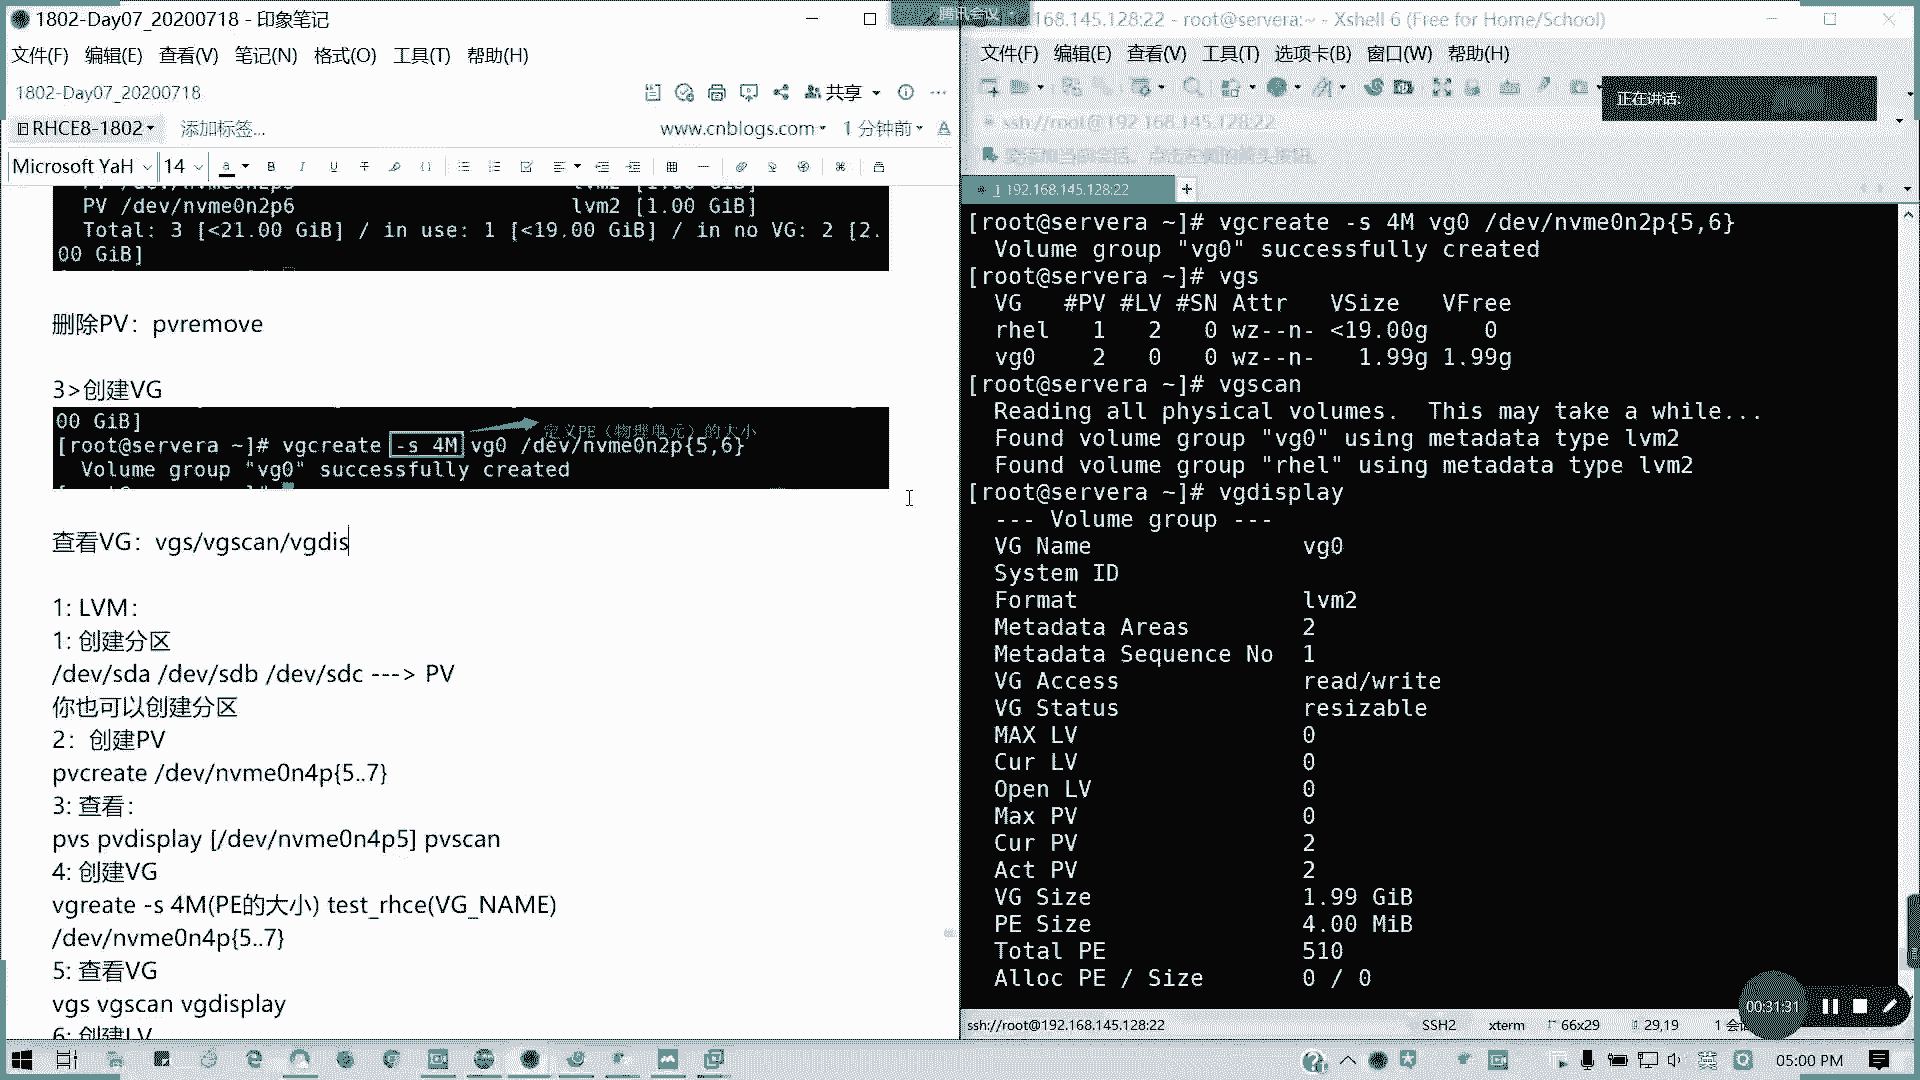 1802-Day07_20200718 - 印象笔记
文件(F) 编辑(E) 查看(V) 笔记(N) 格式(O) 工具(T) 帮助(H)
1802-Day07_20200718
共享
RHCE8-1802
添加标签...
www.cnblogs.com
1 分钟前
Microsoft YaH
14
PV /dev/nvme0n2p6 lvm2 [1.00 GiB]
Total: 3 [<21.00 GiB] / in use: 1 [<19.00 GiB] / in no VG: 2 [2.
00 GiB]
删除PV：pvremove
3>创建VG
00 GiB]
定义PE（物理单元）的大小
[root@servera ~]# vgcreate -s 4M vg0 /dev/nvme0n2p{5,6}
Volume group "vg0" successfully created
查看VG：vgs/vgscan/vgdis
1: LVM：
1: 创建分区
/dev/sda /dev/sdb /dev/sdc ---> PV
你也可以创建分区
2：创建PV
pvcreate /dev/nvme0n4p{5..7}
3: 查看：
pvs pvdisplay [/dev/nvme0n4p5] pvscan
4: 创建VG
vgreate -s 4M(PE的大小) test_rhce(VG_NAME)
/dev/nvme0n4p{5..7}
5: 查看VG
vgs vgscan vgdisplay
6: 创建LV
腾讯会议
168.145.128:22 - root@servera:~ - Xshell 6 (Free for Home/School)
文件(F) 编辑(E) 查看(V) 工具(T) 选项卡(B) 窗口(W) 帮助(H)
正在讲话:
ssh://root@192.168.145.128:22
1 192.168.145.128:22
[root@servera ~]# vgcreate -s 4M vg0 /dev/nvme0n2p{5,6}
Volume group "vg0" successfully created
[root@servera ~]# vgs
VG #PV #LV #SN Attr VSize VFree
rhel 1 2 0 wz--n- <19.00g 0
vg0 2 0 0 wz--n- 1.99g 1.99g
[root@servera ~]# vgscan
Reading all physical volumes. This may take a while...
Found volume group "vg0" using metadata type lvm2
Found volume group "rhel" using metadata type lvm2
[root@servera ~]# vgdisplay
--- Volume group ---
VG Name vg0
System ID
Format lvm2
Metadata Areas 2
Metadata Sequence No 1
VG Access read/write
VG Status resizable
MAX LV 0
Cur LV 0
Open LV 0
Max PV 0
Cur PV 2
Act PV 2
VG Size 1.99 GiB
PE Size 4.00 MiB
Total PE 510
Alloc PE / Size 0 / 0
00:31:31
ssh://root@192.168.145.128:22 SSH2 xterm 66x29 29,19 1 会
英
05:00 PM